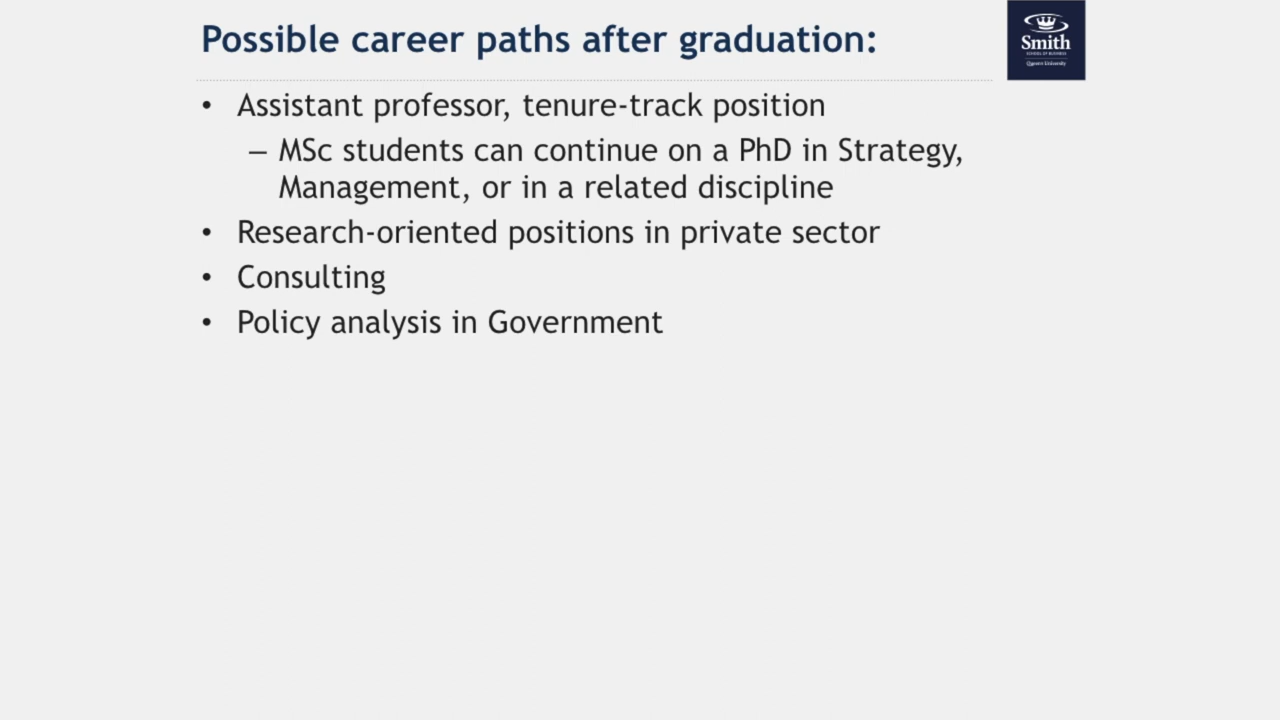 Possible career paths after graduation:
Smith
SCHOOL OF BUSINESS
Queen's University
• Assistant professor, tenure-track position
– MSc students can continue on a PhD in Strategy,
Management, or in a related discipline
• Research-oriented positions in private sector
• Consulting
• Policy analysis in Government